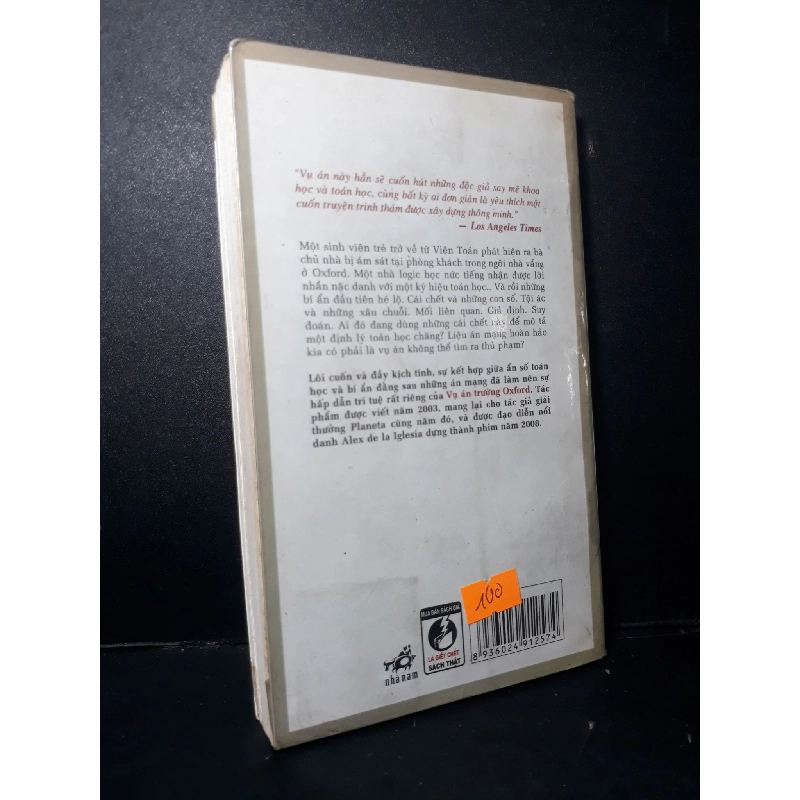 "Vụ án này hẳn sẽ cuốn hút những độc giả say mê khoa
học và toán học, cùng bất kỳ ai đơn giản là yêu thích một
cuốn truyện trinh thám được xây dựng thông minh."
— Los Angeles Times
Một sinh viên trẻ trở về từ Viện Toán phát hiện ra bà
chủ nhà bị ám sát tại phòng khách trong ngôi nhà vắng
ở Oxford. Một nhà logic học nức tiếng nhận được lời
nhắn nặc danh với một ký hiệu toán học.. Và rồi những
bí ẩn đầu tiên hé lộ. Cái chết và những con số. Tội ác
và những xâu chuỗi. Mối liên quan. Giả định. Suy
đoán. Ai đó đang dùng những cái chết này để mô tả
một định lý toán học chăng? Liệu án mạng hoàn hảo
kia có phải là vụ án không thể tìm ra thủ phạm?
Lôi cuốn và đầy kịch tính, sự kết hợp giữa ẩn số toán
học và bí ẩn đằng sau những án mạng đã làm nên sự
hấp dẫn trí tuệ rất riêng của Vụ án trường Oxford. Tác
phẩm được viết năm 2003, mang lại cho tác giả giải
thưởng Planeta cùng năm đó, và được đạo diễn nổi
danh Alex de la Iglesia dựng thành phim năm 2008.
100
MUA BÁN SÁCH GIẢ
LÀ GIẾT CHẾT
SÁCH THẬT
nhã nam
8 936024 912574